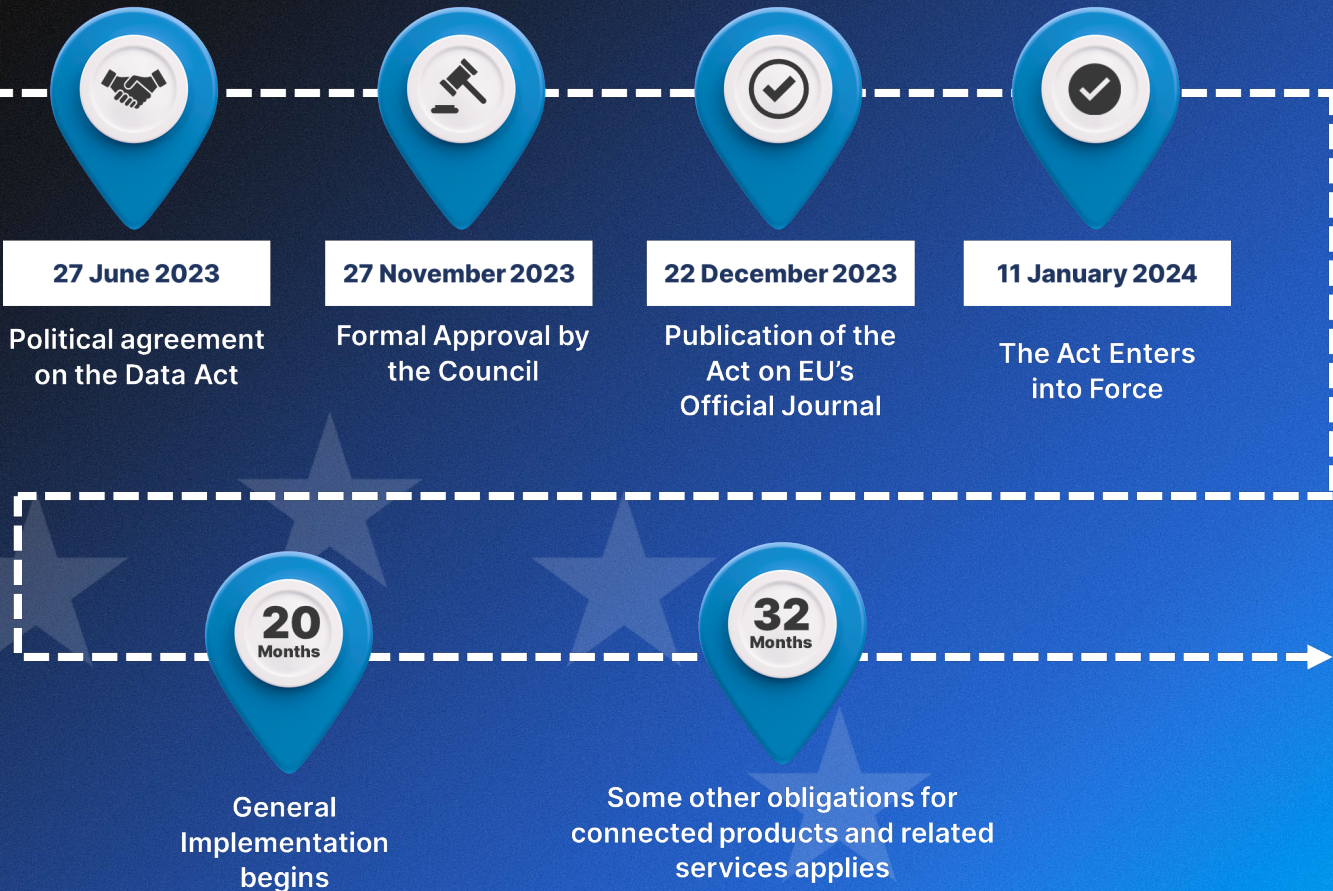 27 June 2023
Political agreement
on the Data Act
27 November 2023
Formal Approval by
the Council
22 December 2023
Publication of the
Act on EU’s
Official Journal
11 January 2024
The Act Enters
into Force
20
Months
General
Implementation
begins
32
Months
Some other obligations for
connected products and related
services applies